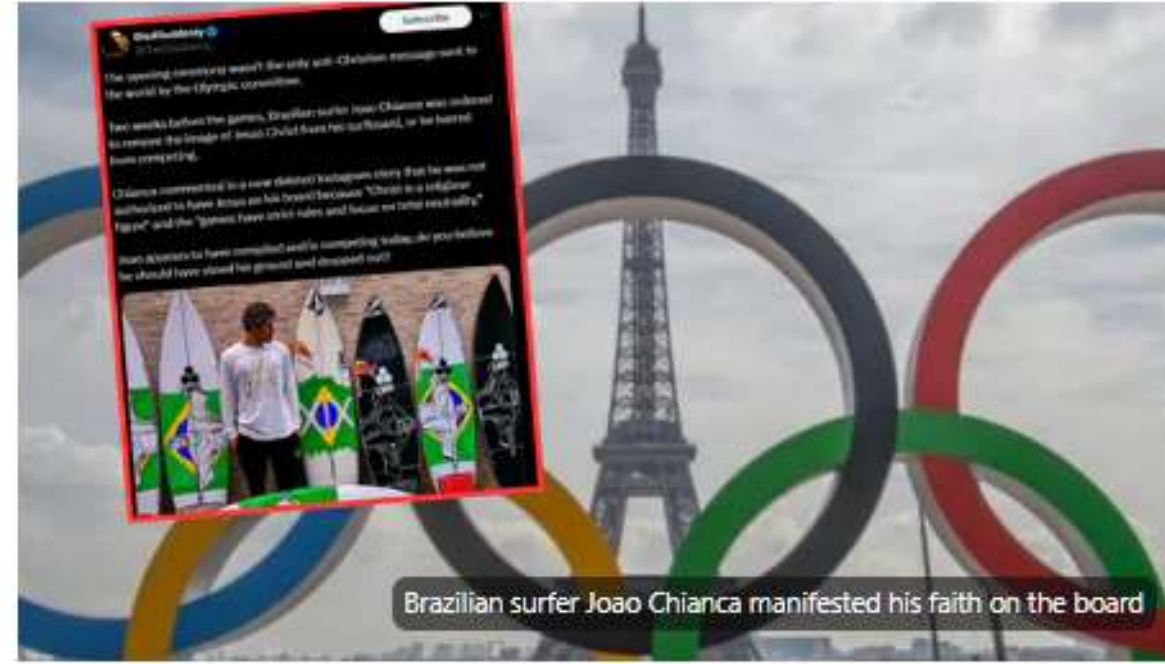 Subscribe
The opening ceremony wasn't the only anti-Christian message sent to
the world by the Olympic committee.
Two weeks before the games, Brazilian surfer Joao Chianca was ordered
to remove the image of Jesus Christ from his surfboard, or be barred
from competing.
Chianca commented in a now deleted Instagram story that he was not
authorized to have Jesus on his board because "Christ is a religious
figure" and the "games have strict rules and focus on total neutrality."
Joao appears to have complied and is competing today, do you believe
he should have stood his ground and dropped out?
Brazilian surfer Joao Chianca manifested his faith on the board